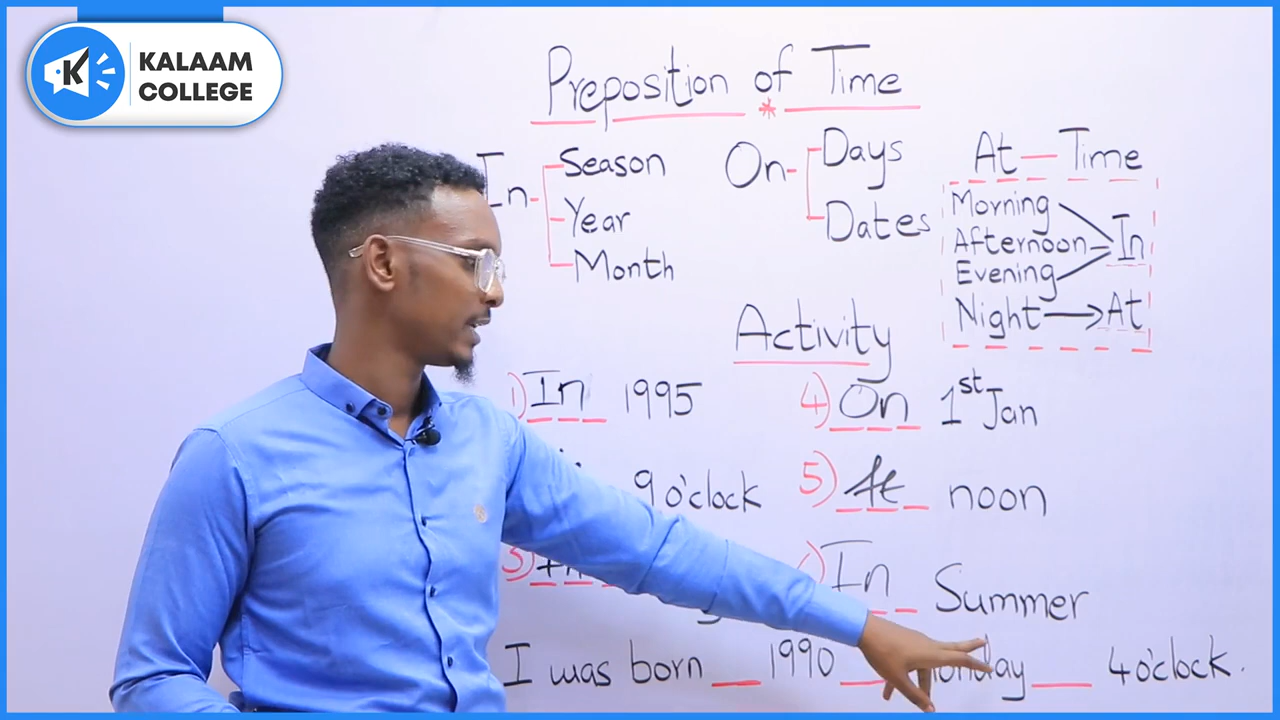 KALAAM
COLLEGE
K
Preposition of Time
*
In
Season
Year
Month
On
Days
Dates
At — Time
Morning
Afternoon
Evening
In
Night → At
Activity
1) In 1995
9 o'clock
3)
4) On 1st Jan
5) At noon
In Summer
I was born __ 1990 __ __ 4 o'clock.